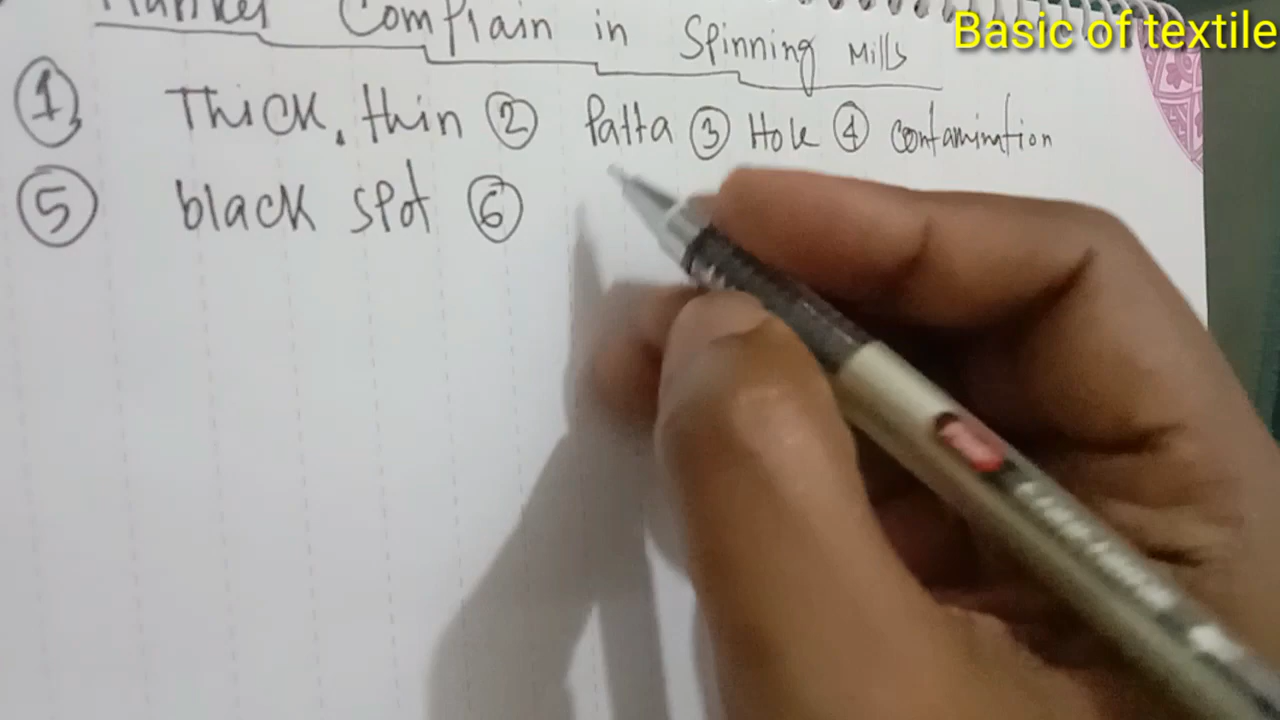 Basic of textile
Market Complain in Spinning Mills
① Thick, thin ② Patta ③ Hole ④ contamination
⑤ black spot ⑥